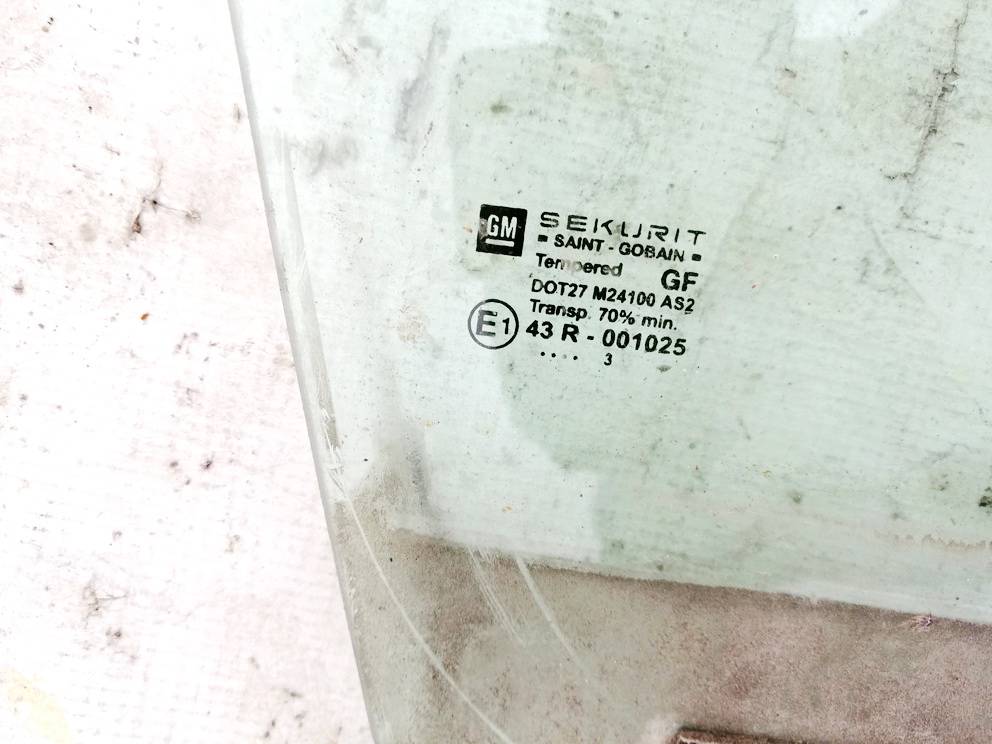 GM
SEKURIT
SAINT - GOBAIN
Tempered GF
DOT27 M24100 AS2
Transp. 70% min.
E1 43 R - 001025
.... 3